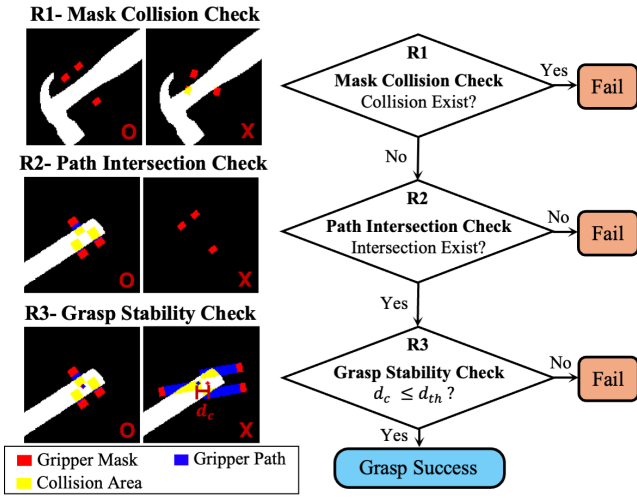 R1- Mask Collision Check
O
X
R2- Path Intersection Check
O
X
R3- Grasp Stability Check
O
d_c
X
Gripper Mask
Gripper Path
Collision Area
R1
Mask Collision Check
Collision Exist?
Yes
Fail
No
R2
Path Intersection Check
Intersection Exist?
No
Fail
Yes
R3
Grasp Stability Check
d_c ≤ d_th ?
No
Fail
Yes
Grasp Success